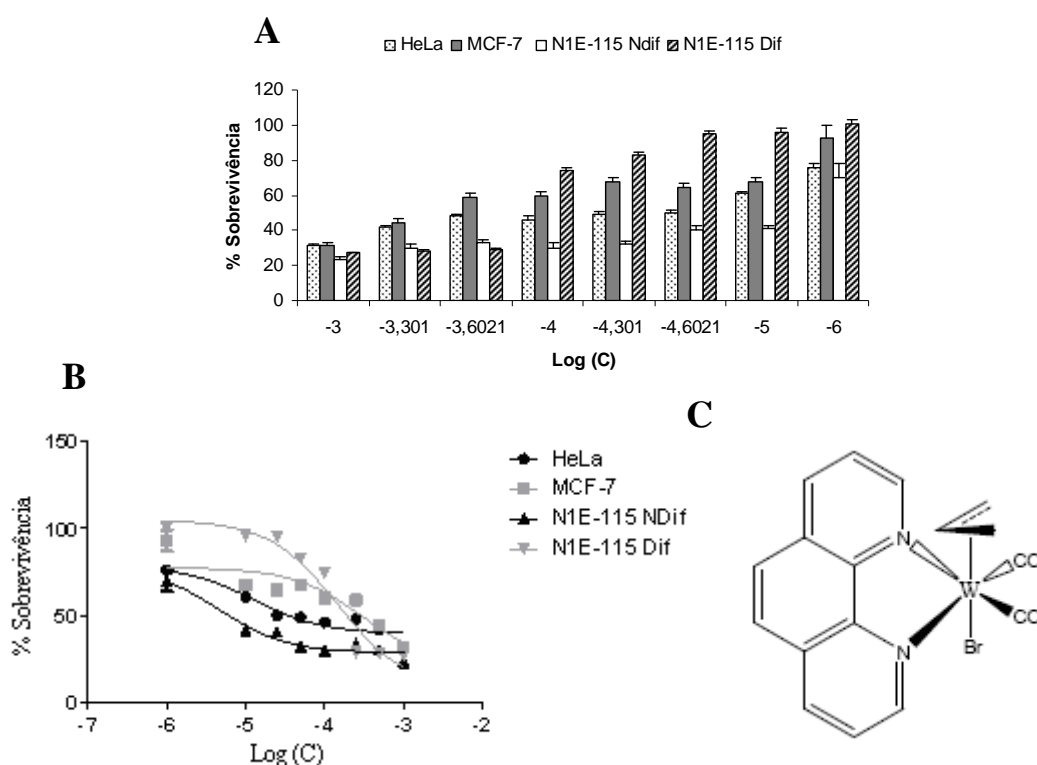 A
HeLa MCF-7 N1E-115 Ndif N1E-115 Dif
120
100
80
60
40
20
0
% Sobrevivência
-3 -3,301 -3,6021 -4 -4,301 -4,6021 -5 -6
Log (C)
B
150
100
50
0
% Sobrevivência
-7 -6 -5 -4 -3 -2
Log (C)
HeLa
MCF-7
N1E-115 NDif
N1E-115 Dif
C
N
CO
W
CO
N
Br